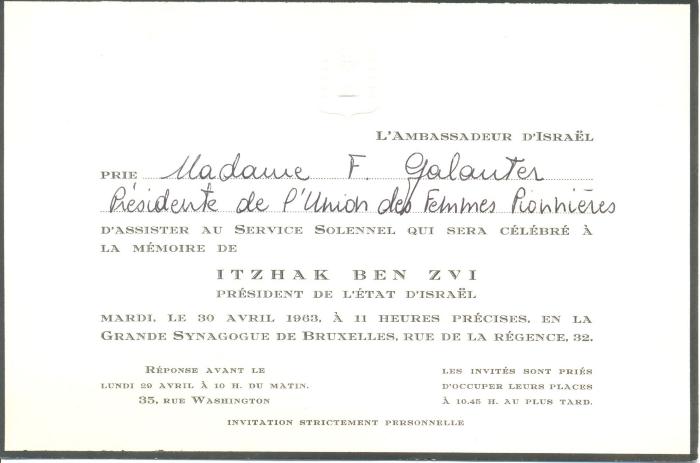 L'Ambassadeur d'Israël
prie Madame F. Galanter
Présidente de l'Union des Femmes Pionnières
d'assister au Service Solennel qui sera célébré à
la mémoire de
ITZHAK BEN ZVI
Président de l'État d'Israël
mardi, le 30 avril 1963, à 11 heures précises, en la
Grande Synagogue de Bruxelles, rue de la Régence, 32.
Réponse avant le
lundi 29 avril à 10 h. du matin.
35, rue Washington
les invités sont priés
d'occuper leurs places
à 10.45 h. au plus tard.
invitation strictement personnelle